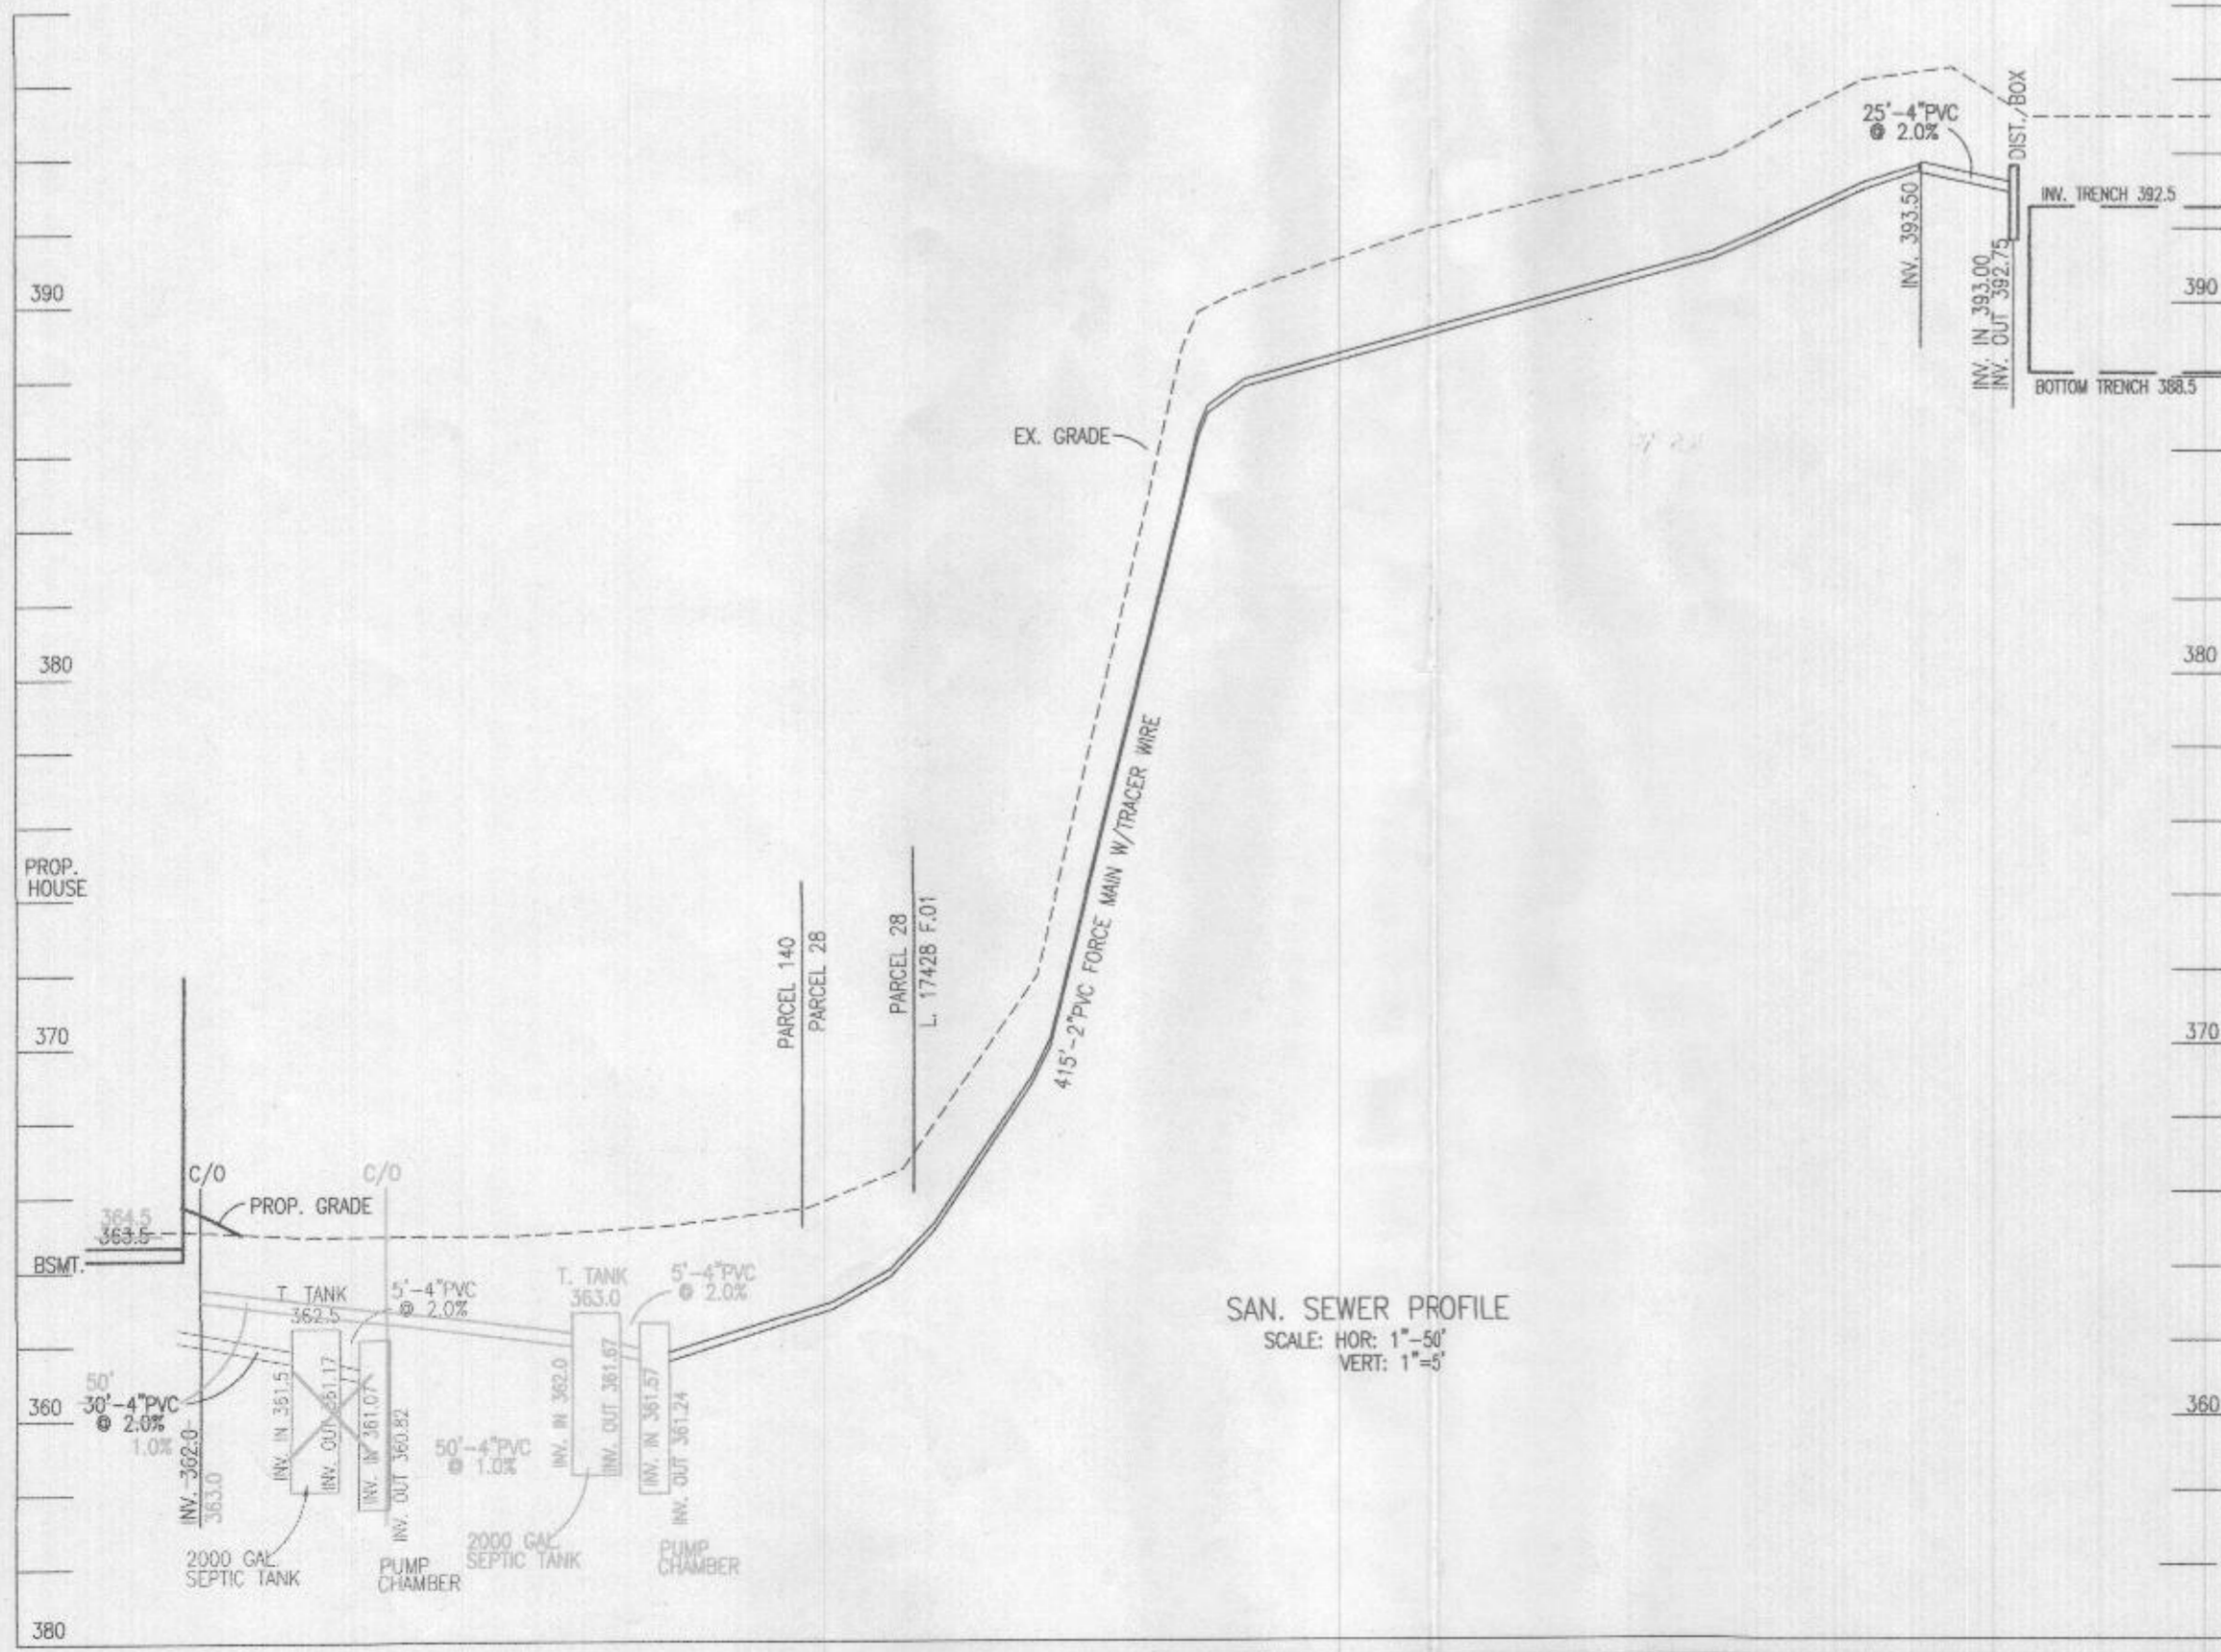 390
380
PROP.
HOUSE
370
364.5
363.5
BSMT.
360
380
C/O
PROP. GRADE
C/O
T. TANK
362.5
5'-4"PVC
@ 2.0%
50'
30'-4"PVC
@ 2.0%
1.0%
INV. 362.0
363.0
INV. IN 361.5
INV. OUT 361.17
INV. IN 361.07
INV. OUT 360.82
2000 GAL.
SEPTIC TANK
PUMP
CHAMBER
50'-4"PVC
@ 1.0%
T. TANK
363.0
5'-4"PVC
@ 2.0%
INV. IN 362.0
INV. OUT 361.67
INV. IN 361.57
INV. OUT 361.24
2000 GAL.
SEPTIC TANK
PUMP
CHAMBER
PARCEL 140
PARCEL 28
PARCEL 28
L. 17428 F.01
EX. GRADE
415'-2"PVC FORCE MAIN W/TRACER WIRE
SAN. SEWER PROFILE
SCALE: HOR: 1"-50'
VERT: 1"=5'
25'-4"PVC
@ 2.0%
DIST. BOX
INV. 393.50
INV. IN 393.00
INV. OUT 392.75
INV. TRENCH 392.5
BOTTOM TRENCH 388.5
390
380
370
360